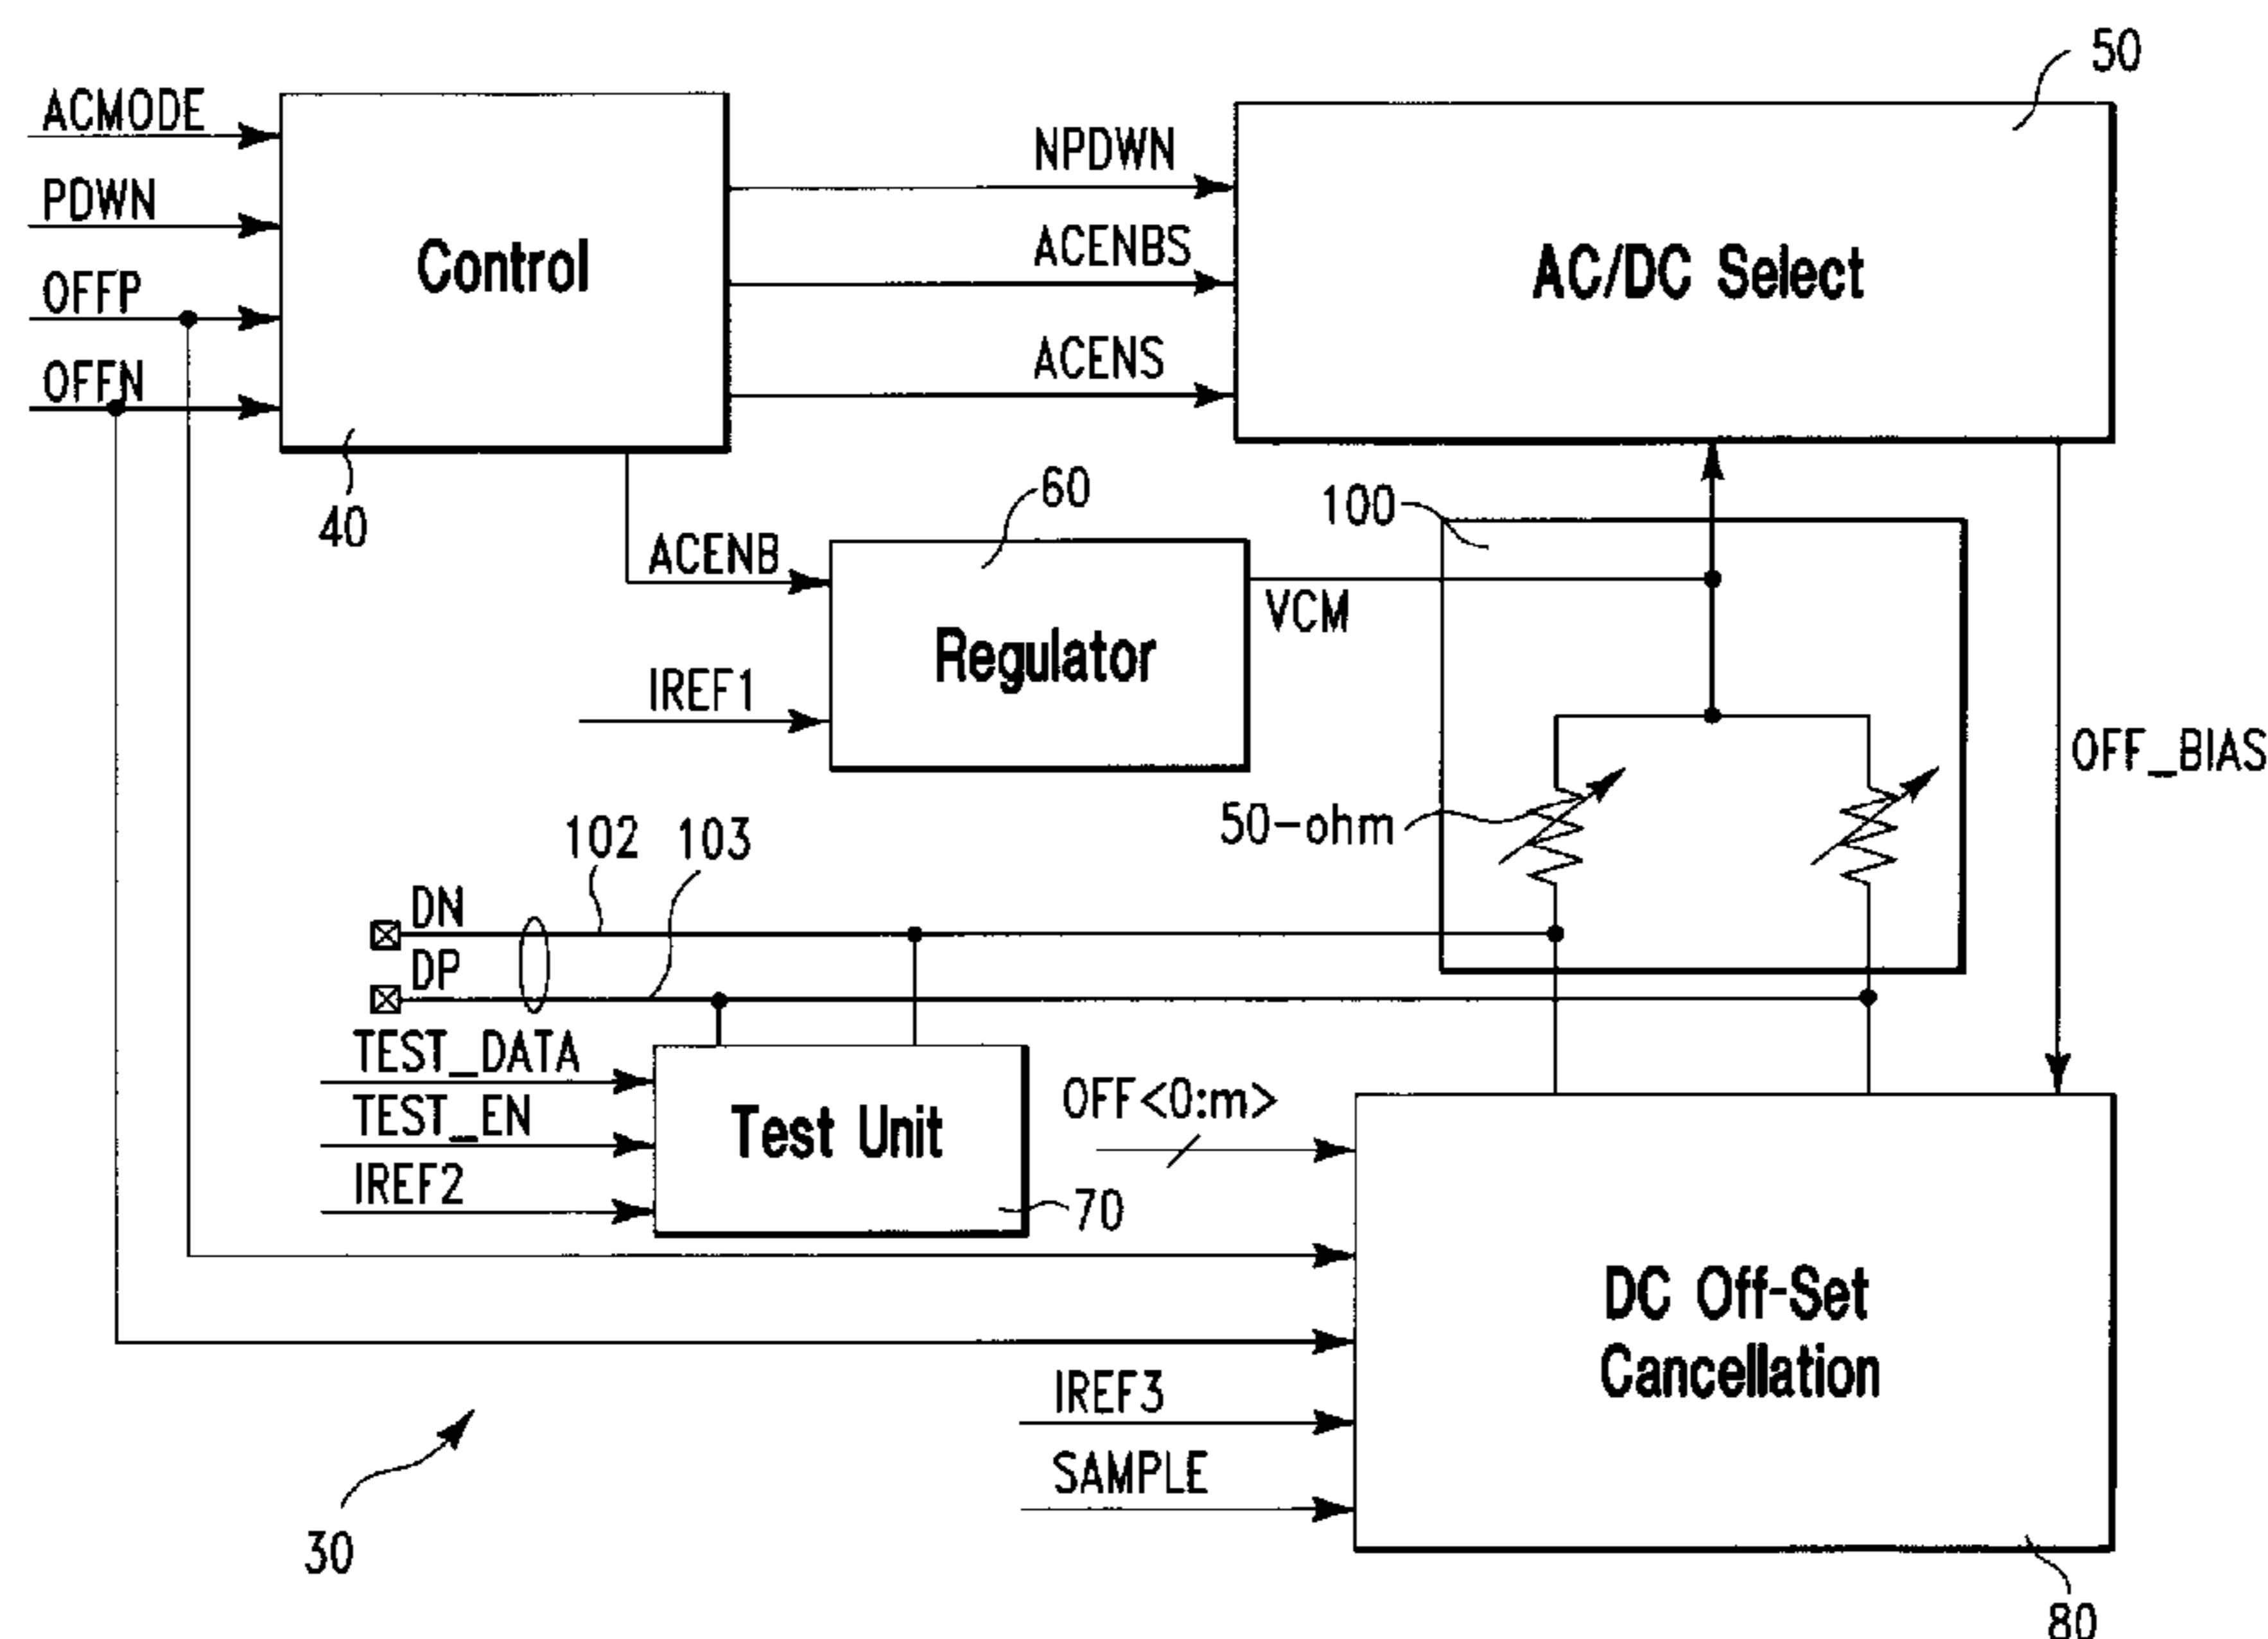 50
ACMODE
PDWN
OFFP
OFFN
Control
40
NPDWN
ACENBS
ACENS
AC/DC Select
ACENB
IREF1
60
Regulator
VCM
100
50-ohm
OFF_BIAS
102
103
DN
DP
TEST_DATA
TEST_EN
IREF2
Test Unit
70
OFF<0:m>
IREF3
SAMPLE
DC Off-Set
Cancellation
30
80